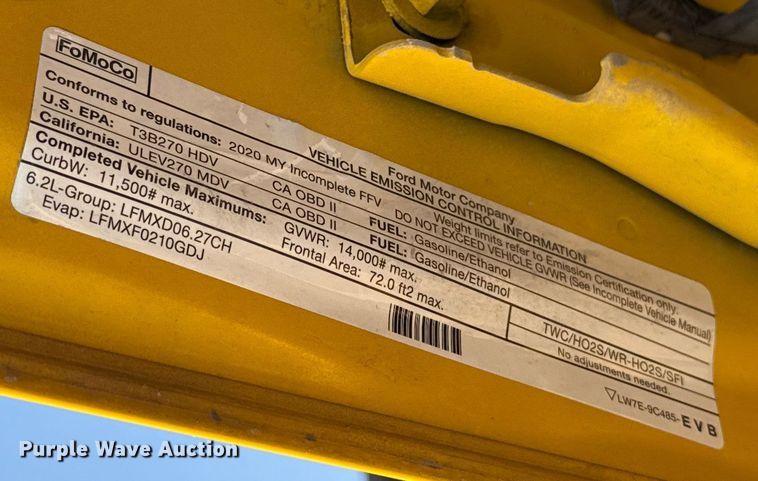 FoMoCo
Ford Motor Company
VEHICLE EMISSION CONTROL INFORMATION
Conforms to regulations: 2020 MY Incomplete FFV
Weight limits refer to Emission Certification only.
U.S. EPA: T3B270 HDV CA OBD II FUEL: Gasoline/Ethanol
DO NOT EXCEED VEHICLE GVWR (See Incomplete Vehicle Manual)
California: ULEV270 MDV CA OBD II FUEL: Gasoline/Ethanol
Completed Vehicle Maximums: GVWR: 14,000# max.
CurbW: 11,500# max. Frontal Area: 72.0 ft2 max.
6.2L-Group: LFMXD06.27CH
Evap: LFMXF0210GDJ
TWC/HO2S/WR-HO2S/SFI
No adjustments needed.
LW7E-9C485-EVB
Purple Wave Auction